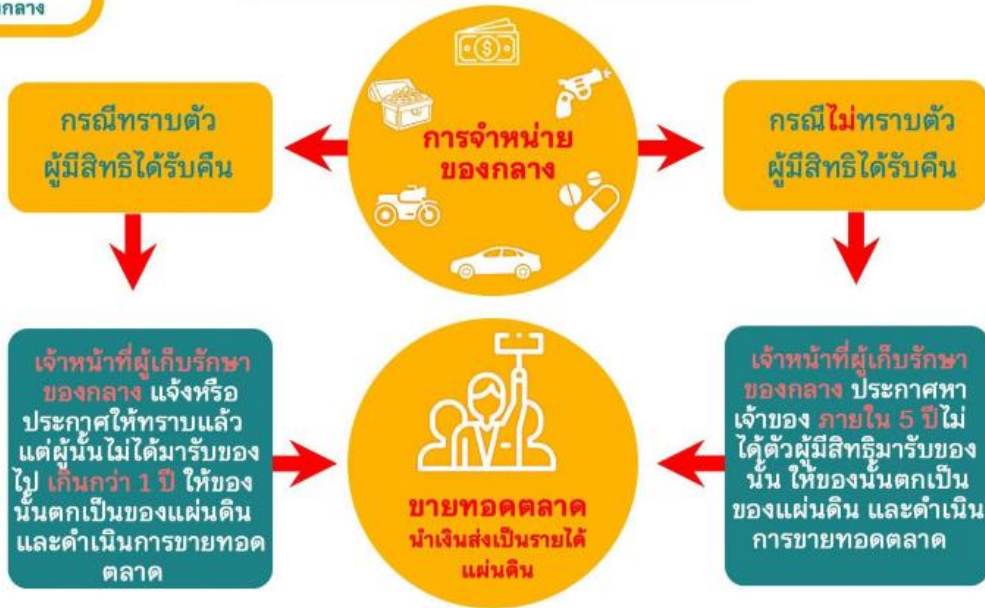 การจำหน่าย
ของกลาง
กรณีทราบตัว
ผู้มีสิทธิได้รับคืน
กรณีไม่ทราบตัว
ผู้มีสิทธิได้รับคืน
เจ้าหน้าที่ผู้เก็บรักษา
ของกลาง แจ้งหรือ
ประกาศให้ทราบแล้ว
แต่ผู้นั้นไม่ได้มารับของ
ไป เกินกว่า 1 ปี ให้ของ
นั้นตกเป็นของแผ่นดิน
และดำเนินการขายทอด
ตลาด
เจ้าหน้าที่ผู้เก็บรักษา
ของกลาง ประกาศหา
เจ้าของ ภายใน 5 ปีไม่
ได้ตัวผู้มีสิทธิมารับของ
นั้น ให้ของนั้นตกเป็น
ของแผ่นดิน และดำเนิน
การขายทอดตลาด
ขายทอดตลาด
นำเงินส่งเป็นรายได้
แผ่นดิน